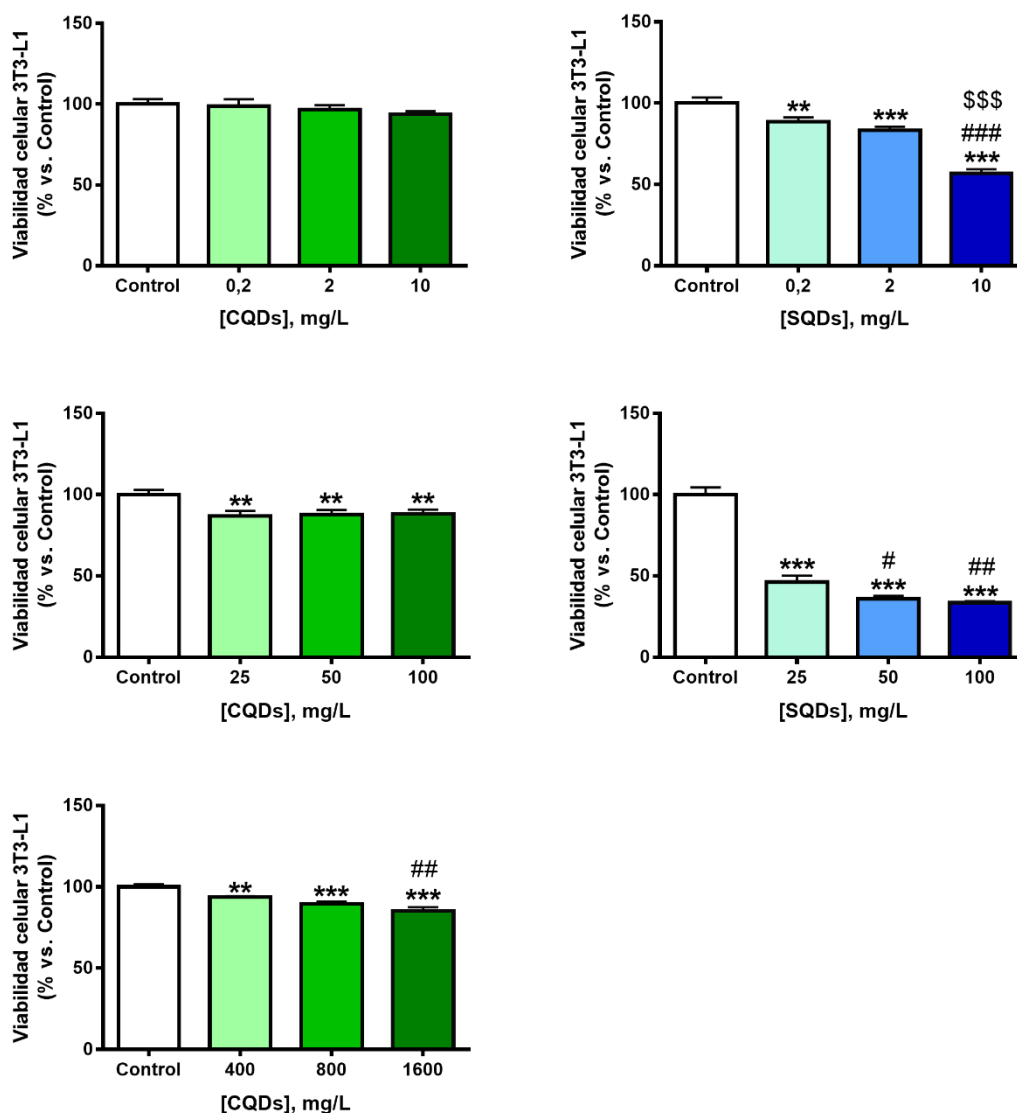 Viabilidad celular 3T3-L1
(% vs. Control)
150
100
50
0
Control 0,2 2 10
[CQDs], mg/L
Viabilidad celular 3T3-L1
(% vs. Control)
150
100
50
0
**
***
$$$
###
***
Control 0,2 2 10
[SQDs], mg/L
Viabilidad celular 3T3-L1
(% vs. Control)
150
100
50
0
** ** **
Control 25 50 100
[CQDs], mg/L
Viabilidad celular 3T3-L1
(% vs. Control)
150
100
50
0
***
#
***
##
***
Control 25 50 100
[SQDs], mg/L
Viabilidad celular 3T3-L1
(% vs. Control)
150
100
50
0
**
***
##
***
Control 400 800 1600
[CQDs], mg/L